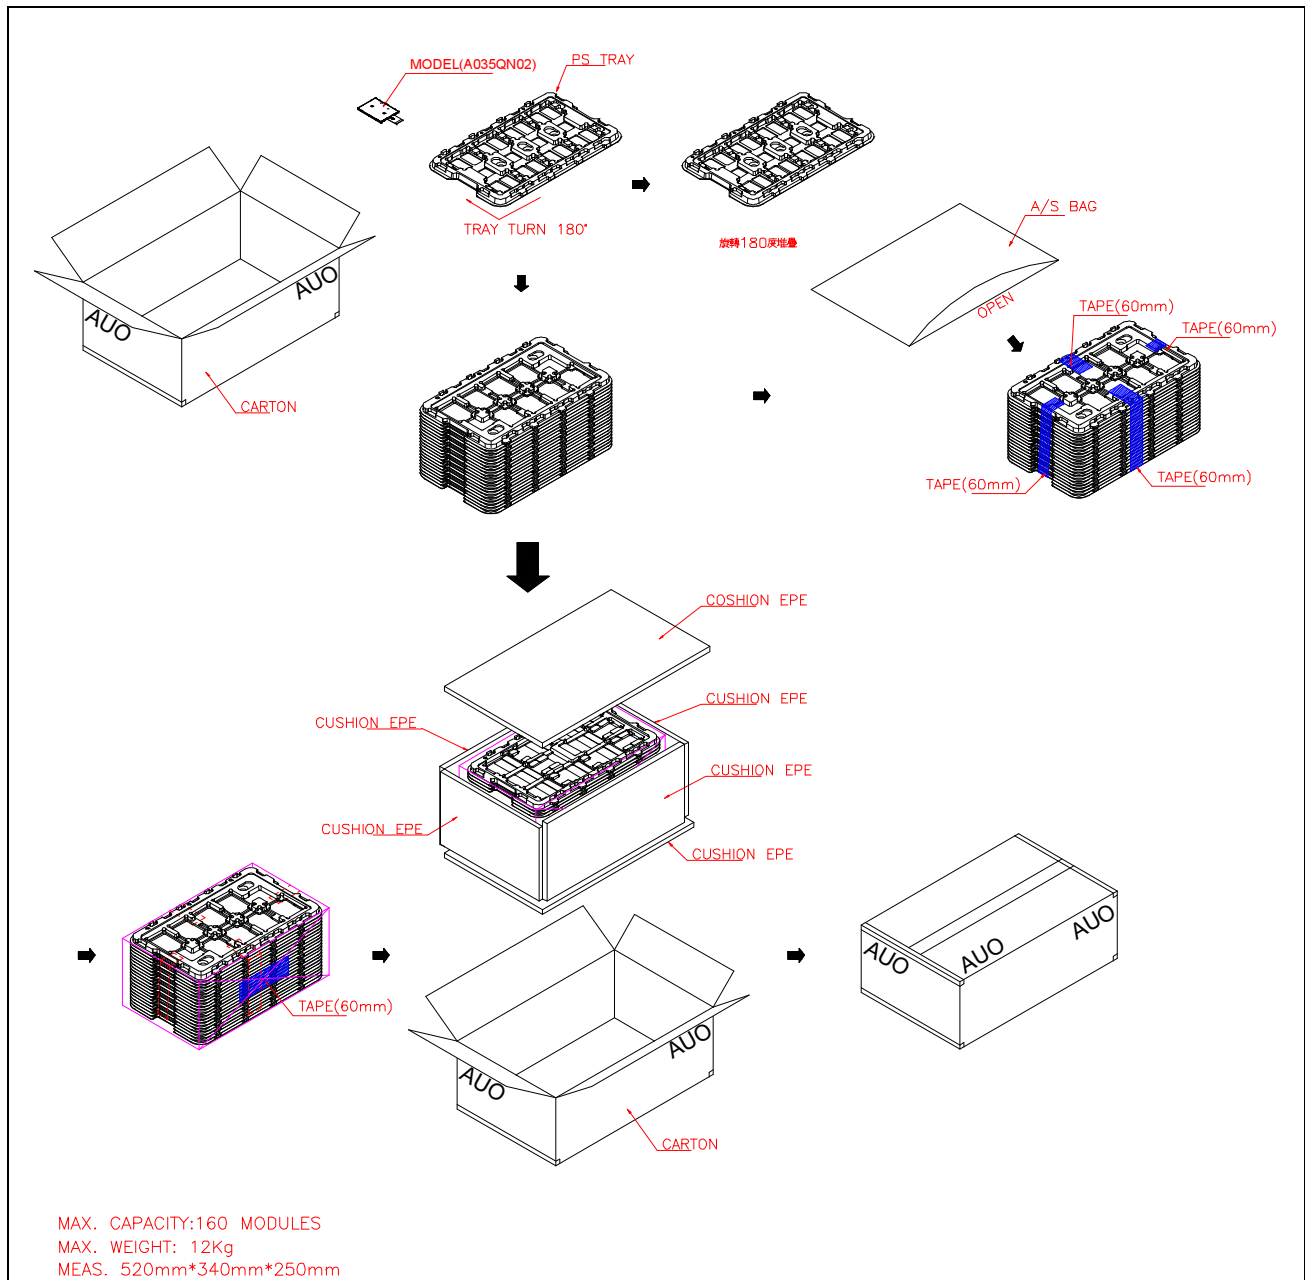 MODEL(A035QN02)
PS TRAY
TRAY TURN 180°
旋轉180度堆疊
A/S BAG
OPEN
AUO
AUO
CARTON
TAPE(60mm)
TAPE(60mm)
TAPE(60mm)
TAPE(60mm)
COSHION EPE
CUSHION EPE
CUSHION EPE
CUSHION EPE
CUSHION EPE
CUSHION EPE
TAPE(60mm)
AUO
AUO
CARTON
AUO
AUO
AUO
MAX. CAPACITY:160 MODULES
MAX. WEIGHT: 12Kg
MEAS. 520mm*340mm*250mm